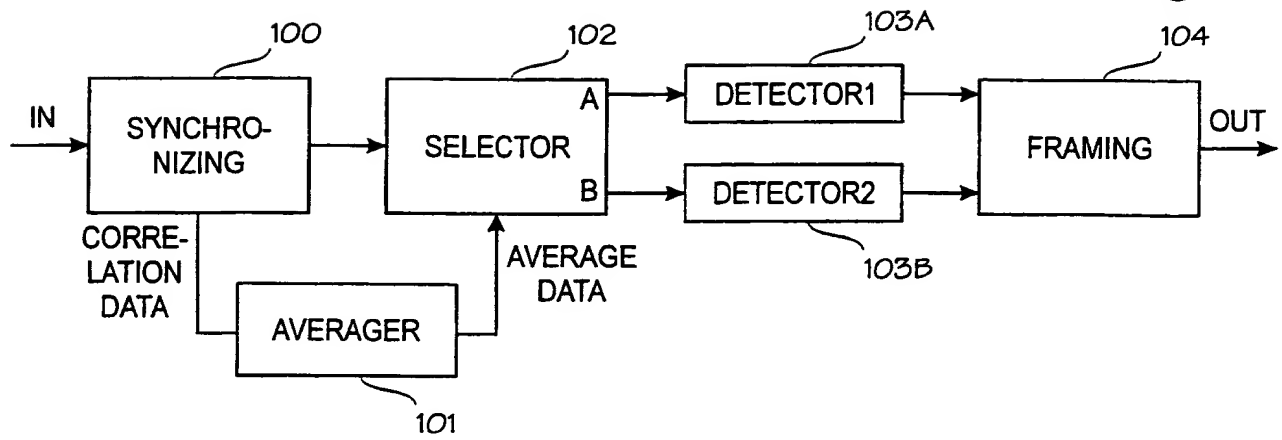 100
102
103A
104
IN
SYNCHRO-
NIZING
SELECTOR
A
B
DETECTOR1
DETECTOR2
FRAMING
OUT
103B
CORRE-
LATION
DATA
AVERAGE
DATA
AVERAGER
101